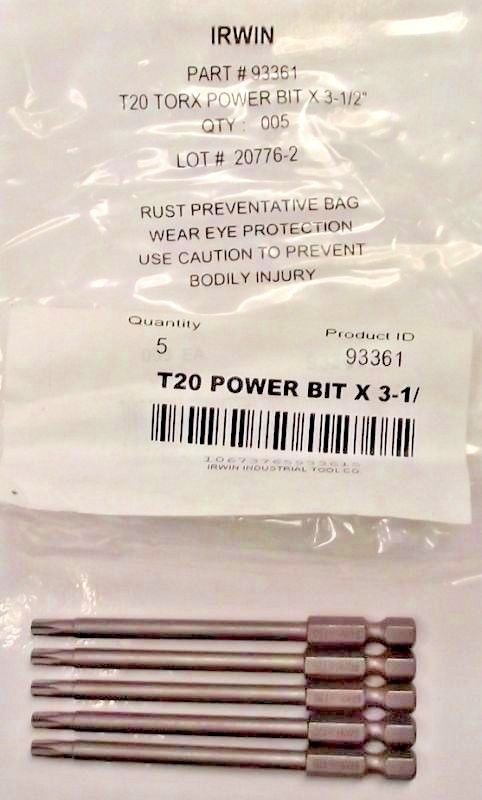 IRWIN
PART # 93361
T20 TORX POWER BIT X 3-1/2"
QTY : 005
LOT # 20776-2
RUST PREVENTATIVE BAG
WEAR EYE PROTECTION
USE CAUTION TO PREVENT
BODILY INJURY
Quantity
Product ID
5
93361
T20 POWER BIT X 3-1/
10673765933615
IRWIN INDUSTRIAL TOOL CO.